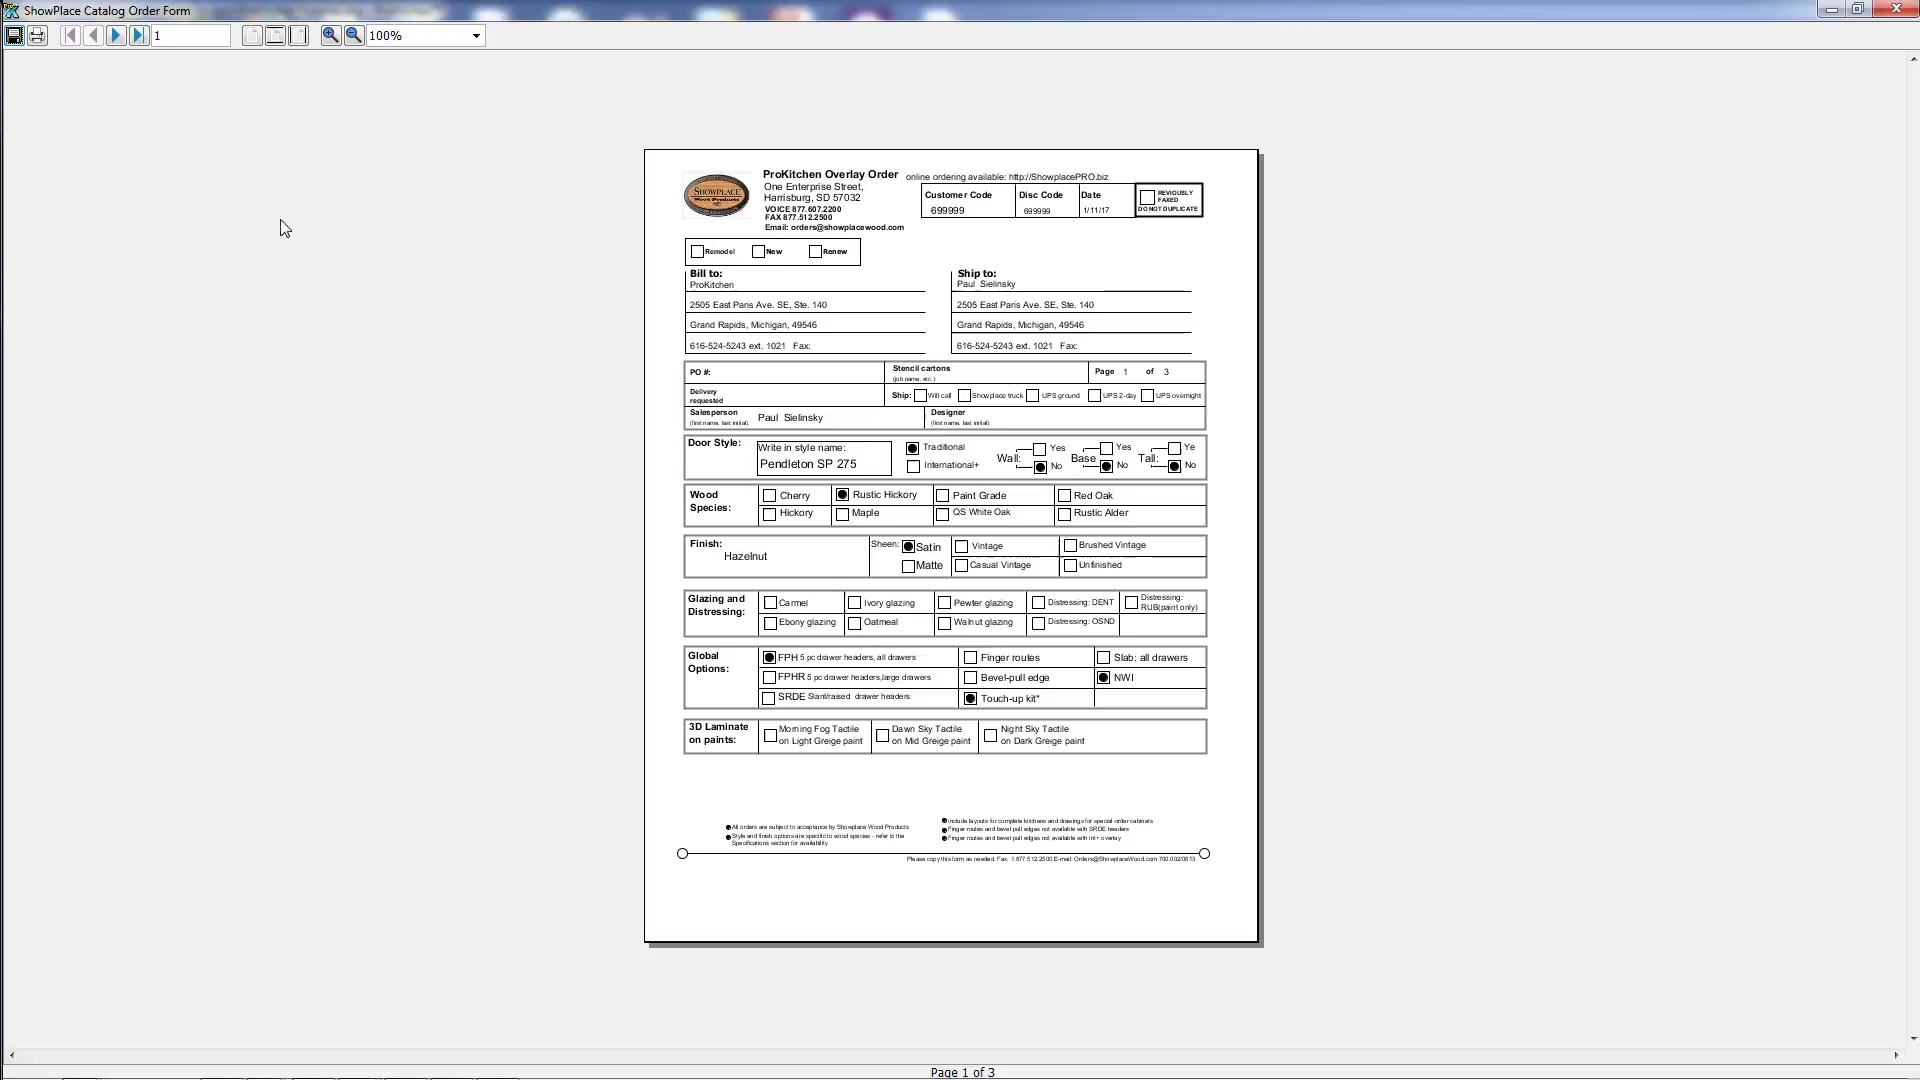 ShowPlace Catalog Order Form
1
100%
SHOWPLACE
Wood Products
ProKitchen Overlay Order
One Enterprise Street,
Harrisburg, SD 57032
VOICE 877.607.2200
FAX 877.512.2500
Email: orders@showplacewood.com
online ordering available: http://ShowplacePRO.biz
Customer Code Disc Code Date
699999 699999 1/11/17
REVIOUSLY
FAXED
DO NOT DUPLICATE
Remodel New Renew
Bill to:
ProKitchen
2505 East Paris Ave. SE, Ste. 140
Grand Rapids, Michigan, 49546
616-524-5243 ext. 1021 Fax:
Ship to:
Paul Sielinsky
2505 East Paris Ave. SE, Ste. 140
Grand Rapids, Michigan, 49546
616-524-5243 ext. 1021 Fax:
PO #:
Stencil cartons
(job name, etc.)
Page 1 of 3
Delivery
requested
Ship: Will call Showplace truck UPS ground UPS 2-day UPS overnight
Salesperson
(first name, last initial).
Paul Sielinsky
Designer
(first name, last initial):
Door Style:
Write in style name:
Pendleton SP 275
Traditional
International+
Wall: Yes No
Base Yes No
Tall: Ye No
Wood
Species:
Cherry Rustic Hickory Paint Grade Red Oak
Hickory Maple QS White Oak Rustic Alder
Finish:
Hazelnut
Sheen: Satin
Matte
Vintage Brushed Vintage
Casual Vintage Unfinished
Glazing and
Distressing:
Carmel Ivory glazing Pewter glazing Distressing: DENT Distressing:
RUB(paint only)
Ebony glazing Oatmeal Walnut glazing Distressing: OSND
Global
Options:
FPH 5 pc drawer headers, all drawers Finger routes Slab: all drawers
FPHR 5 pc drawer headers,large drawers Bevel-pull edge NWI
SRDE Slant/raised drawer headers Touch-up kit*
3D Laminate
on paints:
Morning Fog Tactile
on Light Greige paint
Dawn Sky Tactile
on Mid Greige paint
Night Sky Tactile
on Dark Greige paint
All orders are subject to acceptance by Showplace Wood Products
Style and finish options are specific to wood species - refer to the
Specifications section for availability
Include layouts for complete kitchens and drawings for special-order cabinets
Finger routes and bevel pull edges not available with SRDE headers
Finger routes and bevel pull edges not available with Int+ overlay
Please copy this form as needed. Fax: 1.877.512.2500 E-mail: Orders@ShowplaceWood.com 700.002/0613
Page 1 of 3